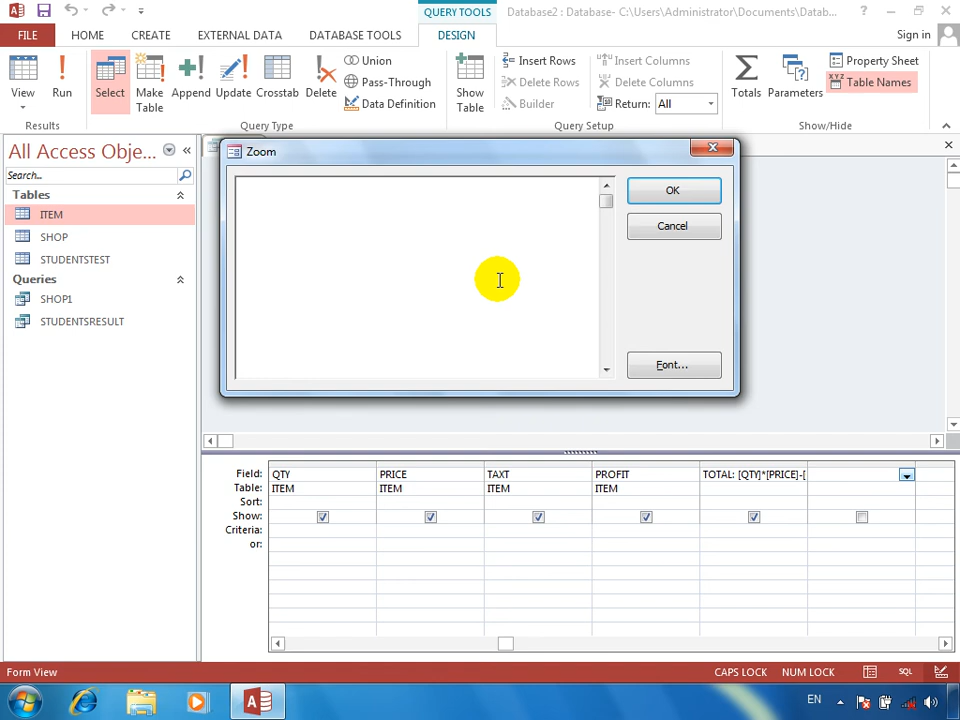 QUERY TOOLS
Database2 : Database- C:\Users\Administrator\Documents\Datab...
?
FILE HOME CREATE EXTERNAL DATA DATABASE TOOLS DESIGN Sign in
View Run Select Make Table Append Update Crosstab Delete
Union
Pass-Through
Data Definition
Show Table
Insert Rows
Delete Rows
Builder
Insert Columns
Delete Columns
Return: All
Totals Parameters
Property Sheet
XYZ Table Names
Results Query Type Query Setup Show/Hide
All Access Obje...
Search...
Tables
ITEM
SHOP
STUDENTSTEST
Queries
SHOP1
STUDENTSRESULT
Zoom
OK
Cancel
Font...
Field: QTY PRICE TAXT PROFIT TOTAL: [QTY]*[PRICE]-[
Table: ITEM ITEM ITEM ITEM
Sort:
Show:
Criteria:
or:
Form View CAPS LOCK NUM LOCK SQL
EN